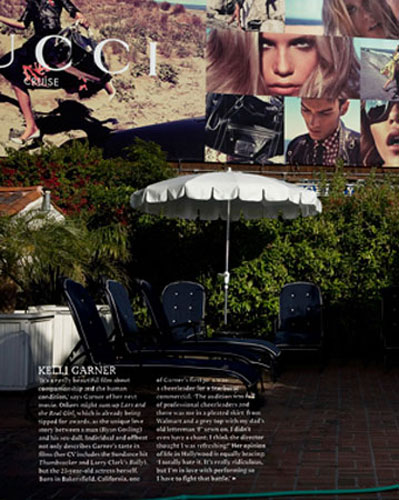 UCCI
CRUISE
KELLI GARNER
'It's a really beautiful film about
companionship and the human
condition,' says Garner of her next
movie. Others might sum up Lars and
the Real Girl, which is already being
tipped for awards, as the unique love
story between a man (Ryan Gosling)
and his sex doll. Individual and offbeat
not only describes Garner's taste in
films (her CV includes the Sundance hit
Thumbsucker and Larry Clark's Bully),
but the 23-year-old actress herself.
Born in Bakersfield, California, one
of Garner's first jobs was
a cheerleader for a
commercial. 'The audition was full
of professional cheerleaders and
there was me in a pleated skirt from
Walmart and a grey top with my dad's
old letterman 'B' sewn on. I didn't
even have a chance; I think the director
thought I was refreshing!' Her opinion
of life in Hollywood is equally bracing:
'I totally hate it. It's really ridiculous,
but I'm in love with performing so
I have to fight that battle.'